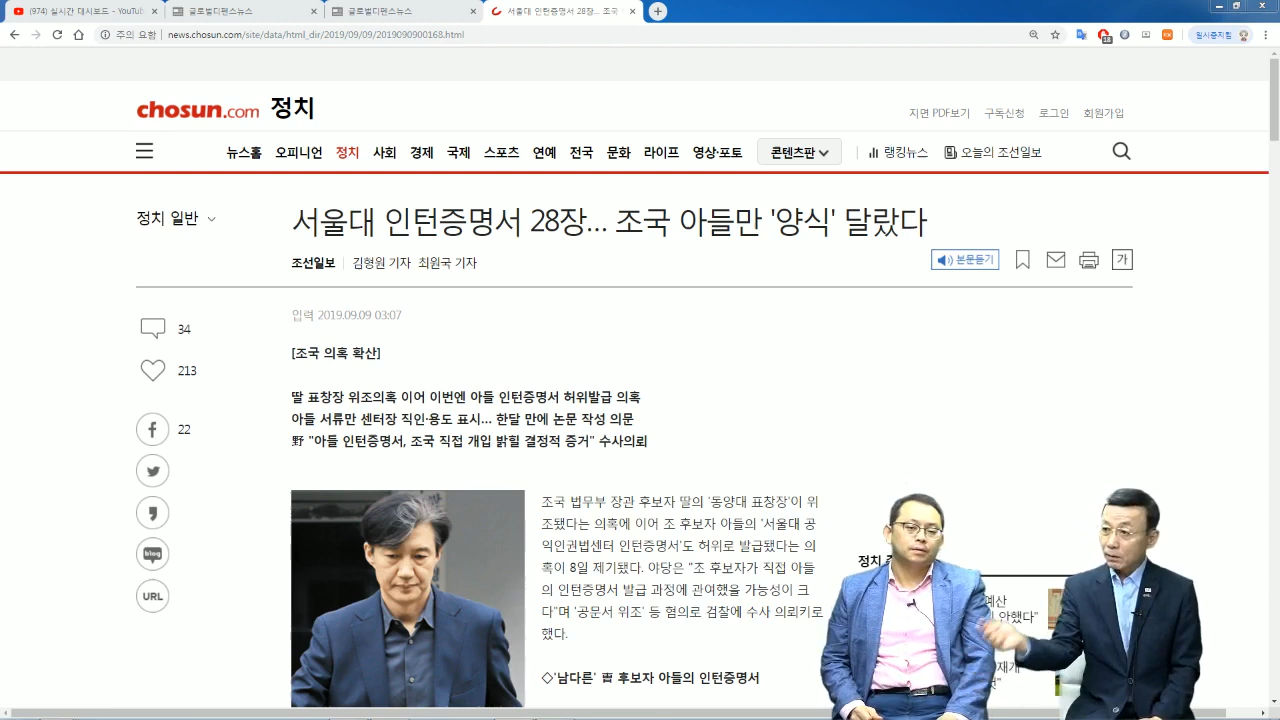 (974) 실시간 대시보드 - YouTub
글로벌디펜스뉴스
글로벌디펜스뉴스
서울대 인턴증명서 28장... 조국
주의 요함
news.chosun.com/site/data/html_dir/2019/09/09/2019090900168.html
18
일시중지됨
chosun.com 정치
지면 PDF보기 구독신청 로그인 회원가입
뉴스홈 오피니언 정치 사회 경제 국제 스포츠 연예 전국 문화 라이프 영상·포토 콘텐츠판 랭킹뉴스 오늘의 조선일보
정치 일반
서울대 인턴증명서 28장... 조국 아들만 '양식' 달랐다
조선일보 김형원 기자 최원국 기자
본문듣기
가
입력 2019.09.09 03:07
34
213
22
blog
URL
[조국 의혹 확산]
딸 표창장 위조의혹 이어 이번엔 아들 인턴증명서 허위발급 의혹
아들 서류만 센터장 직인·용도 표시... 한달 만에 논문 작성 의문
野 "아들 인턴증명서, 조국 직접 개입 밝힐 결정적 증거" 수사의뢰
조국 법무부 장관 후보자 딸의 '동양대 표창장'이 위
조됐다는 의혹에 이어 조 후보자 아들의 '서울대 공
익인권법센터 인턴증명서'도 허위로 발급됐다는 의
혹이 8일 제기됐다. 야당은 "조 후보자가 직접 아들
의 인턴증명서 발급 과정에 관여했을 가능성이 크
다"며 '공문서 위조' 등 혐의로 검찰에 수사 의뢰키로
했다.
◇'남다른' 曺 후보자 아들의 인턴증명서
정치
예산
안했다"
재개